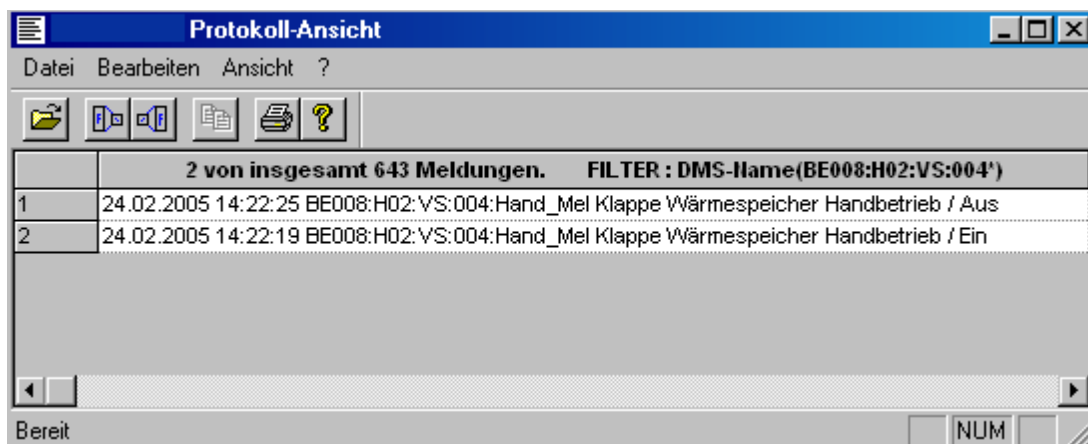 Protokoll-Ansicht
Datei Bearbeiten Ansicht ?
2 von insgesamt 643 Meldungen. FILTER : DMS-Name(BE008:H02:VS:004*)
1 24.02.2005 14:22:25 BE008:H02:VS:004:Hand_Mel Klappe Wärmespeicher Handbetrieb / Aus
2 24.02.2005 14:22:19 BE008:H02:VS:004:Hand_Mel Klappe Wärmespeicher Handbetrieb / Ein
Bereit NUM